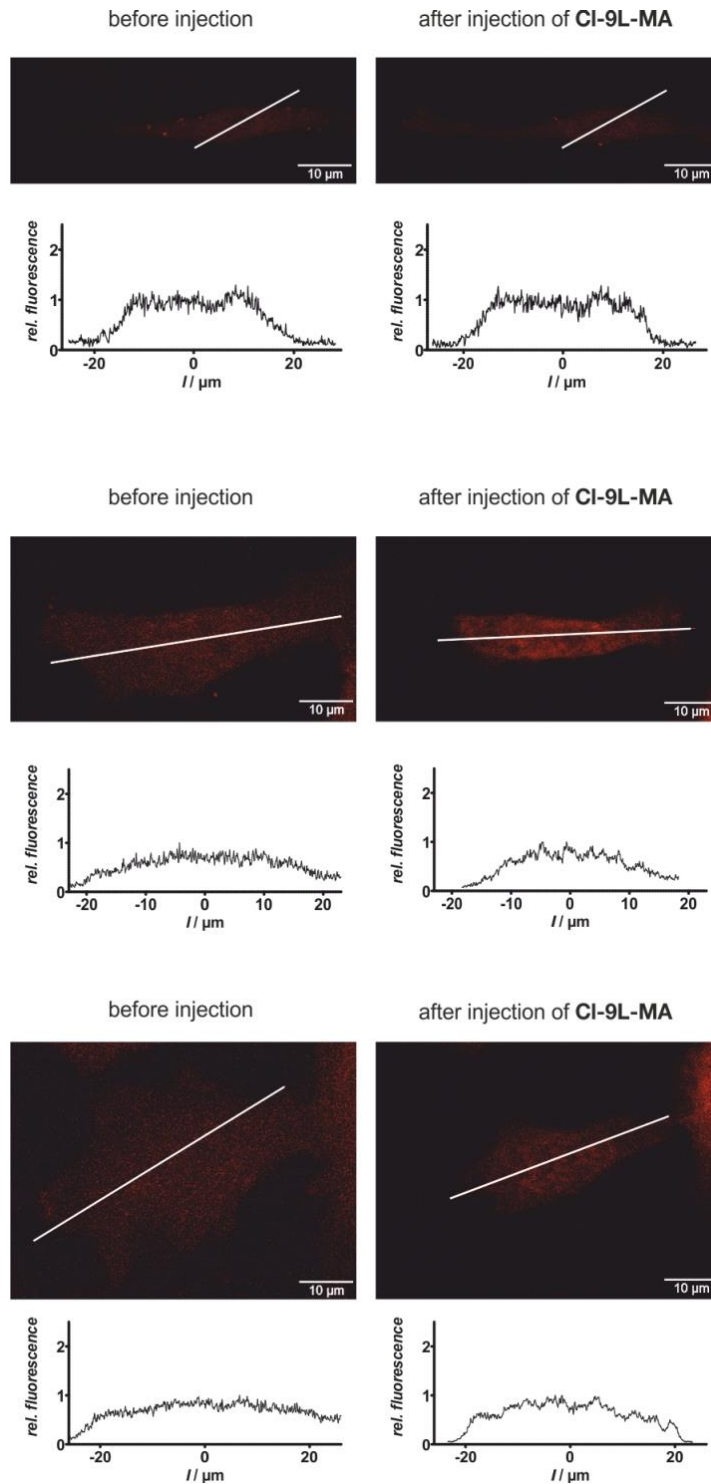 before injection
after injection of Cl-9L-MA
10 µm
10 µm
rel. fluorescence
2
1
0
-20
0
20
l / µm
rel. fluorescence
2
1
0
-20
0
20
l / µm
before injection
after injection of Cl-9L-MA
10 µm
10 µm
rel. fluorescence
2
1
0
-20
-10
0
10
20
l / µm
rel. fluorescence
2
1
0
-20
-10
0
10
20
l / µm
before injection
after injection of Cl-9L-MA
10 µm
10 µm
rel. fluorescence
2
1
0
-20
0
20
l / µm
rel. fluorescence
2
1
0
-20
0
20
l / µm